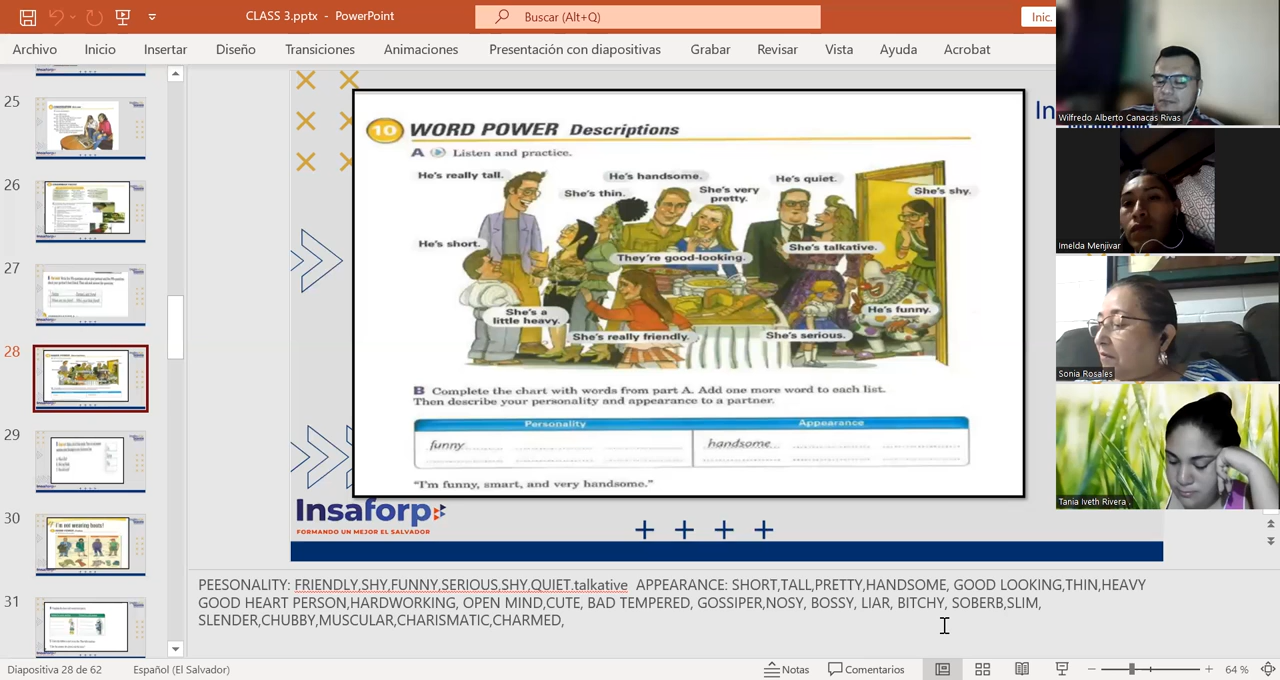 CLASS 3.pptx - PowerPoint
Buscar (Alt+Q)
Inic.
Archivo Inicio Insertar Diseño Transiciones Animaciones Presentación con diapositivas Grabar Revisar Vista Ayuda Acrobat
25
26
27
28
29
30
31
In
10 WORD POWER Descriptions
A Listen and practice.
He's really tall.
He's handsome.
She's thin.
She's very pretty.
He's quiet.
She's shy.
He's short.
They're good-looking.
She's talkative.
She's a little heavy.
She's really friendly.
She's serious.
He's funny.
B Complete the chart with words from part A. Add one more word to each list.
Then describe your personality and appearance to a partner.
Personality Appearance
funny handsome
"I'm funny, smart, and very handsome."
Insaforp
FORMANDO UN MEJOR EL SALVADOR
Wilfredo Alberto Canacas Rivas
Imelda Menjivar
Sonia Rosales
Tania Iveth Rivera
PEESONALITY: FRIENDLY,SHY,FUNNY,SERIOUS,SHY,QUIET,talkative APPEARANCE: SHORT,TALL,PRETTY,HANDSOME, GOOD LOOKING,THIN,HEAVY
GOOD HEART PERSON,HARDWORKING, OPEN MIND,CUTE, BAD TEMPERED, GOSSIPER,NOSY, BOSSY, LIAR, BITCHY, SOBERB,SLIM,
SLENDER,CHUBBY,MUSCULAR,CHARISMATIC,CHARMED,
Diapositiva 28 de 62 Español (El Salvador) Notas Comentarios 64 %